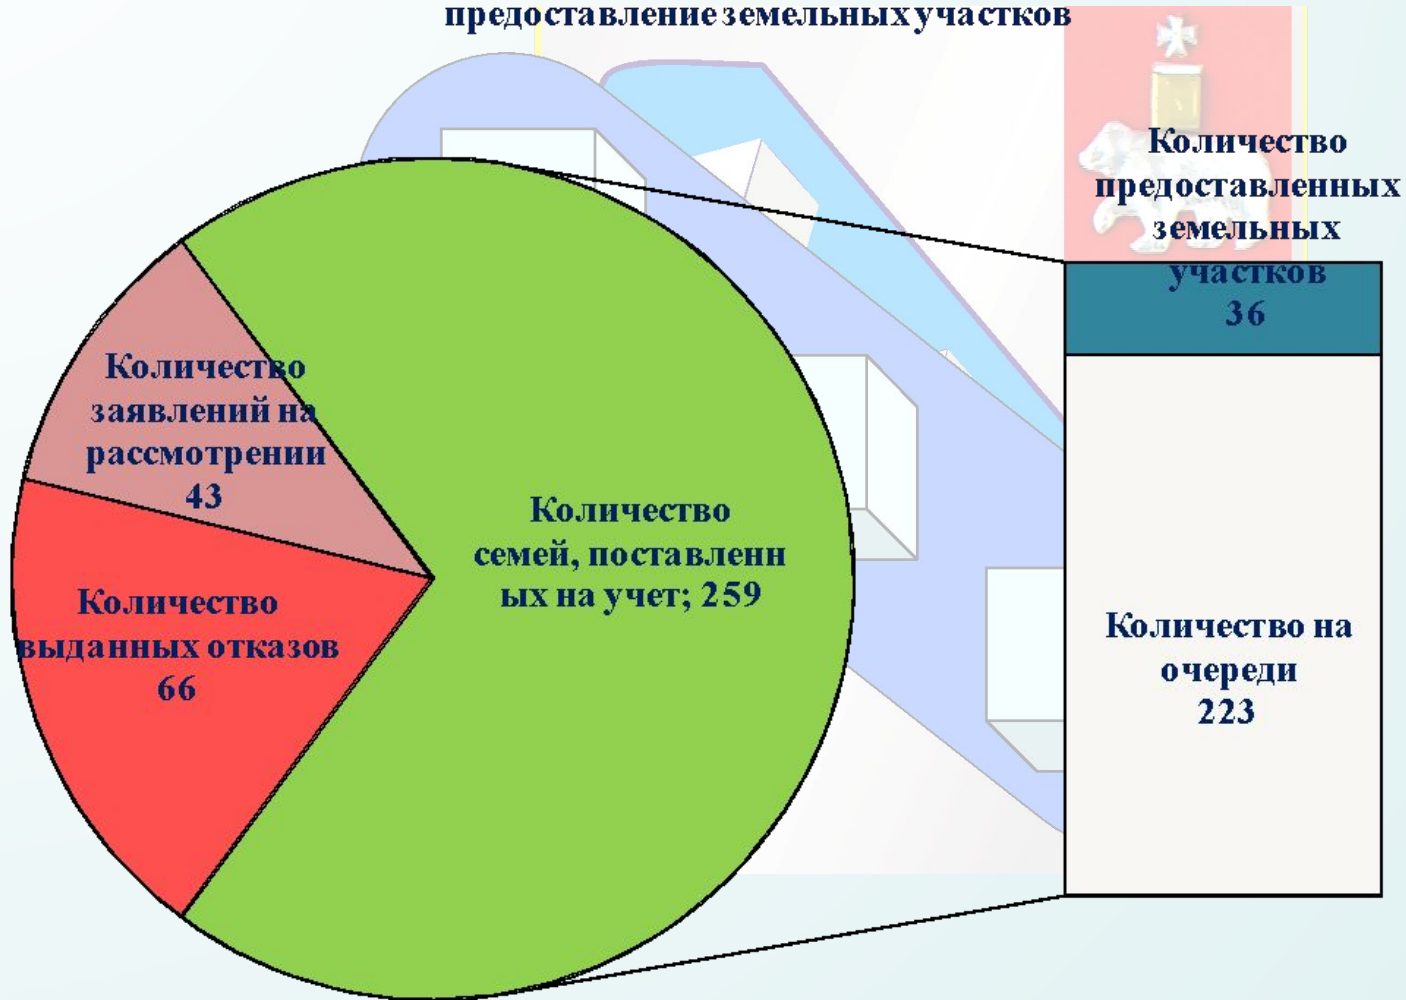 предоставление земельных участков
Количество
предоставленных
земельных
участков
36
Количество
заявлений на
рассмотрении
43
Количество
семей, поставленн
ых на учет; 259
Количество
выданных отказов
66
Количество на
очереди
223